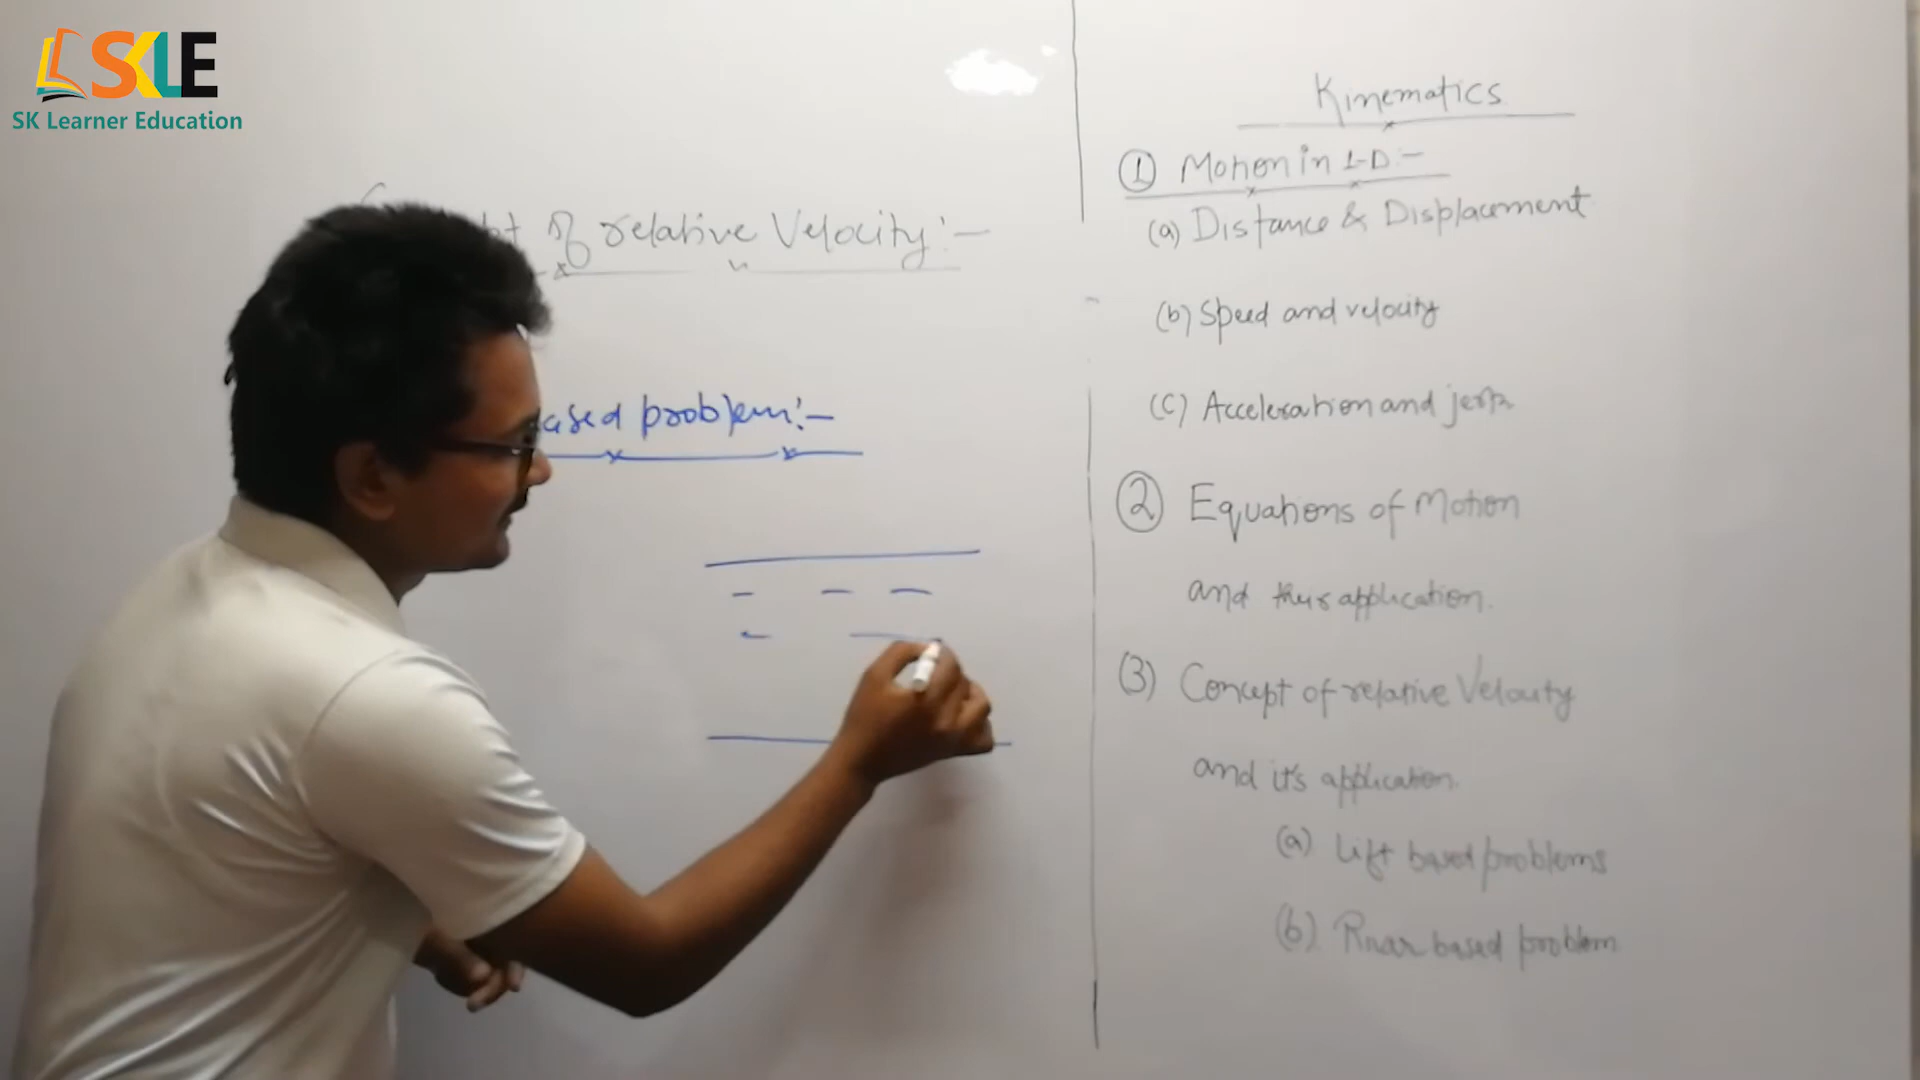 SKLE
SK Learner Education
of relative Velocity:-
ased problem:-
Kinematics
① Motion in 1-D:-
(a) Distance & Displacement
(b) Speed and velocity
(c) Acceleration and jerk
② Equations of Motion
and their application.
(3) Concept of relative Velocity
and it's application.
(a) Lift based problems
(b) River based problem